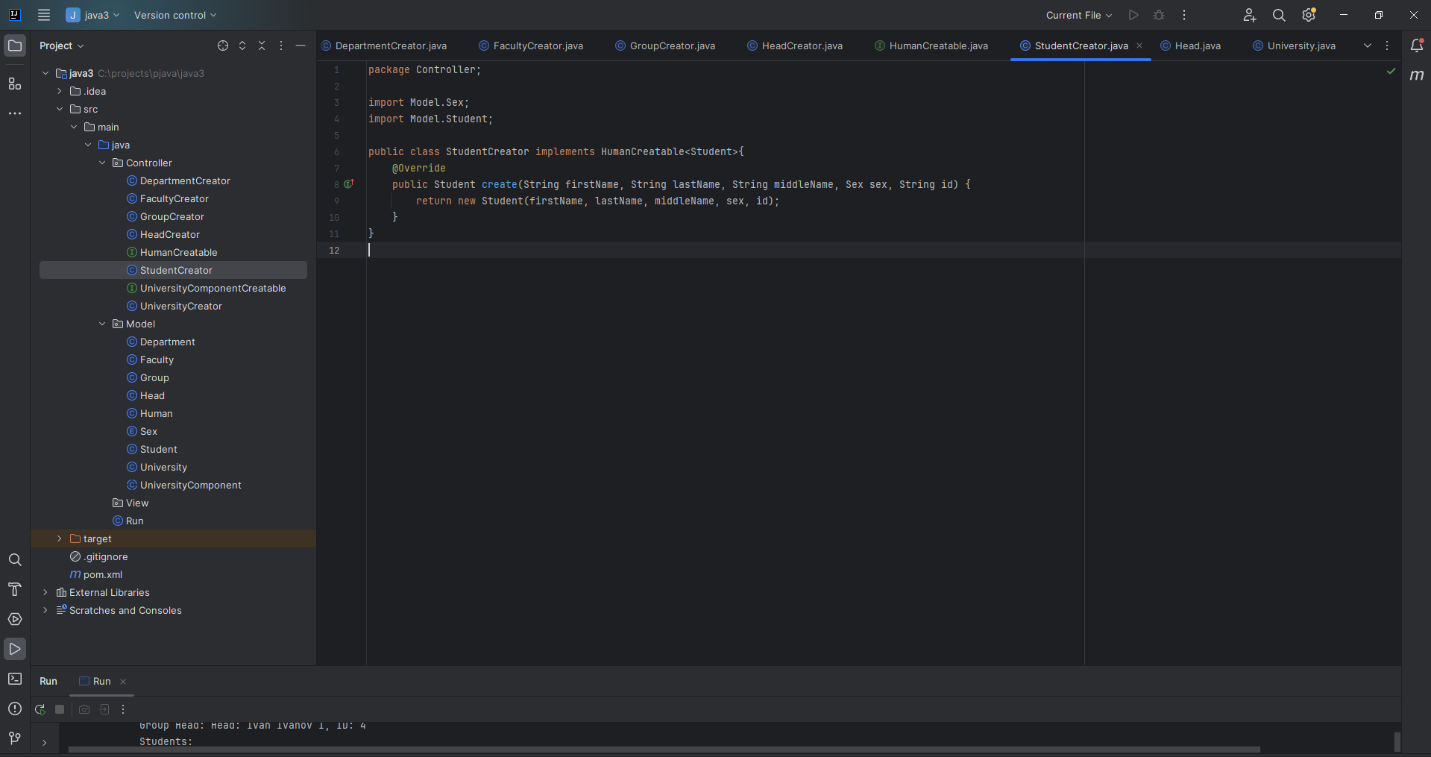 J java3 Version control Current File
Project
DepartmentCreator.java FacultyCreator.java GroupCreator.java HeadCreator.java HumanCreatable.java StudentCreator.java Head.java University.java
java3 C:\projects\pjava\java3
.idea
src
main
java
Controller
DepartmentCreator
FacultyCreator
GroupCreator
HeadCreator
HumanCreatable
StudentCreator
UniversityComponentCreatable
UniversityCreator
Model
Department
Faculty
Group
Head
Human
Sex
Student
University
UniversityComponent
View
Run
target
.gitignore
m pom.xml
External Libraries
Scratches and Consoles
1 package Controller;
2
3 import Model.Sex;
4 import Model.Student;
5
6 public class StudentCreator implements HumanCreatable<Student>{
7 @Override
8 public Student create(String firstName, String lastName, String middleName, Sex sex, String id) {
9 return new Student(firstName, lastName, middleName, sex, id);
10 }
11 }
12
m
Run Run
Group Head: Head: Ivan Ivanov I, ID: 4
Students: